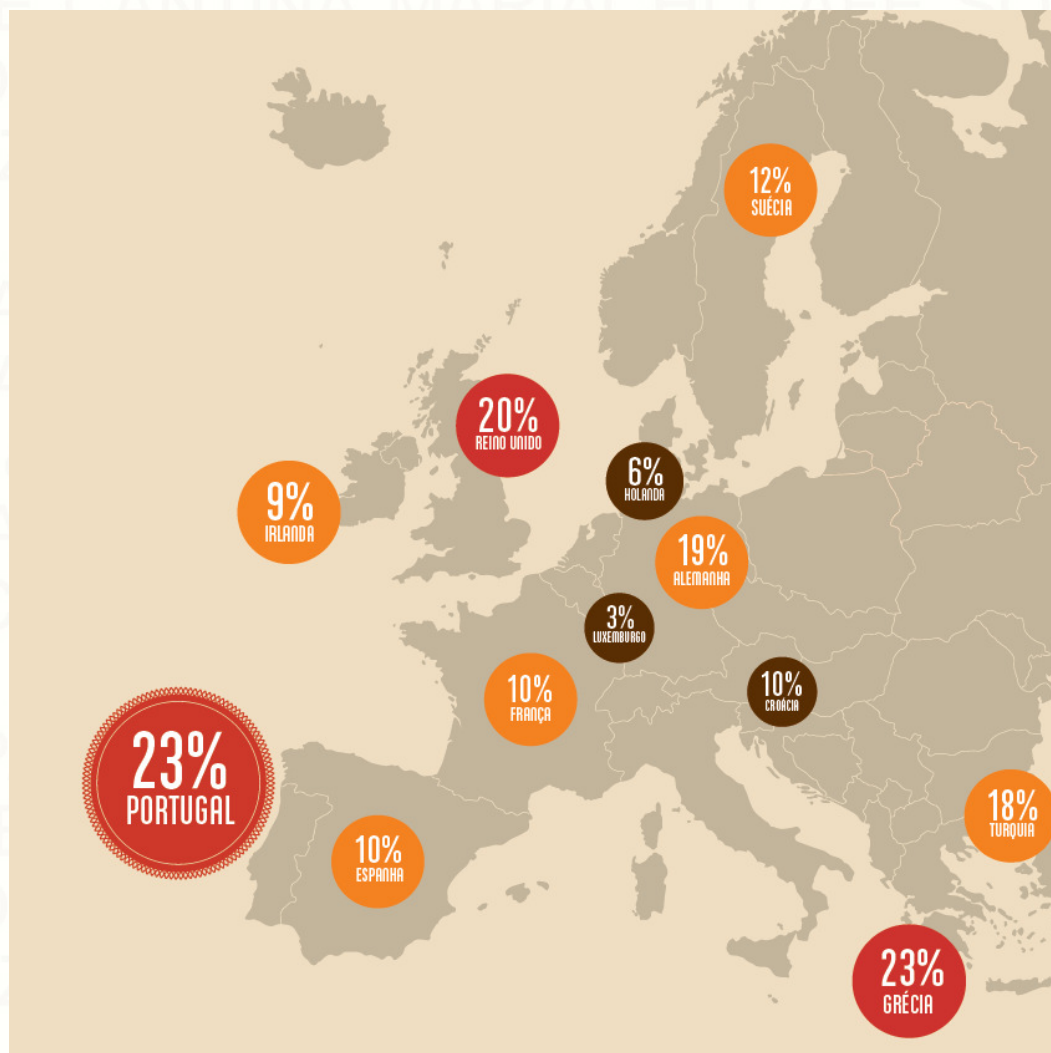 12%
SUÉCIA
20%
REINO UNIDO
6%
HOLANDA
9%
IRLANDA
19%
ALEMANHA
3%
LUXEMBURGO
10%
FRANÇA
10%
CROÁCIA
23%
PORTUGAL
18%
TURQUIA
10%
ESPANHA
23%
GRÉCIA